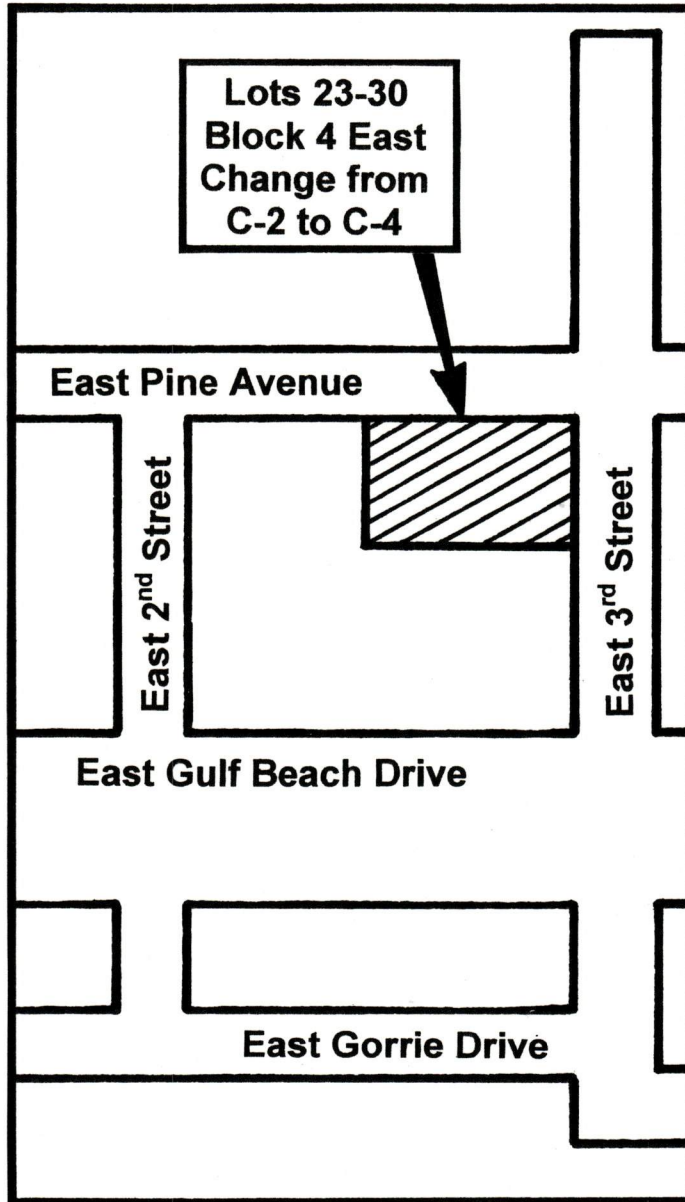 Lots 23-30
Block 4 East
Change from
C-2 to C-4
East Pine Avenue
East 2nd Street
East 3rd Street
East Gulf Beach Drive
East Gorrie Drive